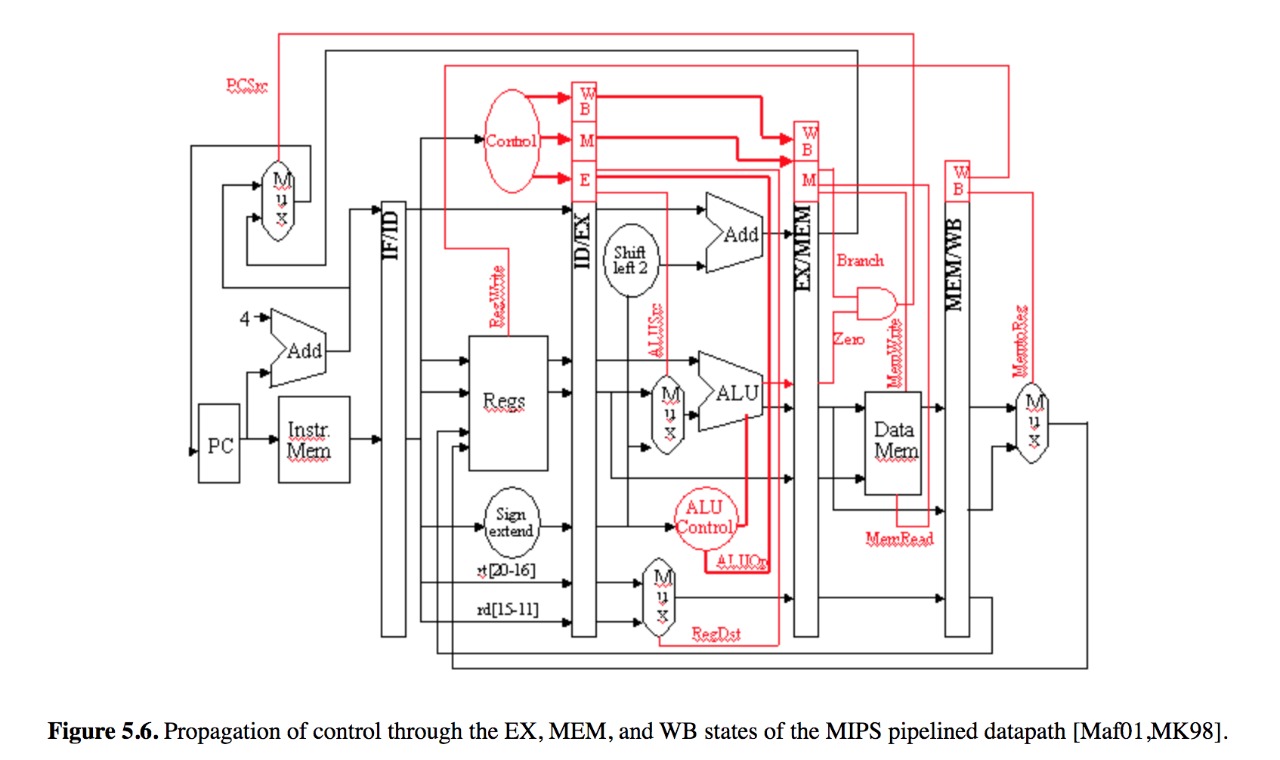 PCSrc
W
B
Control
M
E
W
B
M
W
B
M
u
x
IF/ID
ID/EX
EX/MEM
MEM/WB
Shift
left 2
Add
Branch
4
Add
RegWrite
ALUSrc
Zero
MemWrite
MemtoReg
PC
Instr.
Mem
Regs
M
u
x
ALU
Data
Mem
M
u
x
Sign
extend
ALU
Control
MemRead
ALUOp
rt[20-16]
rd[15-11]
M
u
x
RegDst
Figure 5.6. Propagation of control through the EX, MEM, and WB states of the MIPS pipelined datapath [Maf01,MK98].